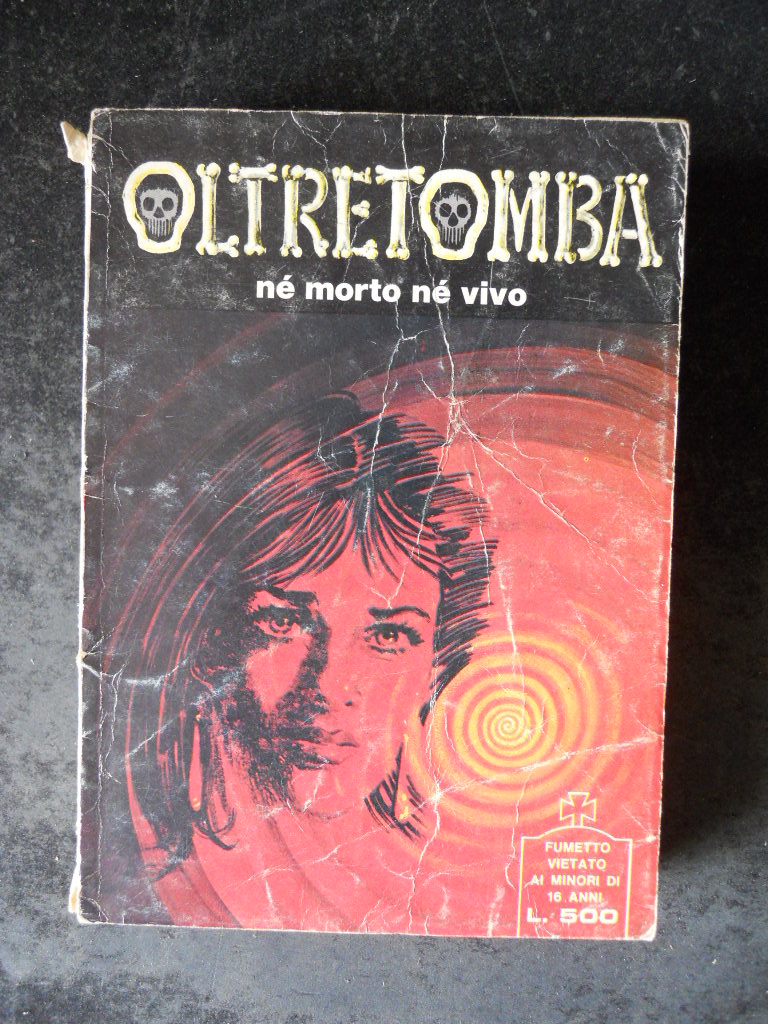 OLTRETOMBA
né morto né vivo
FUMETTO
VIETATO
AI MINORI DI
16 ANNI
L. 500